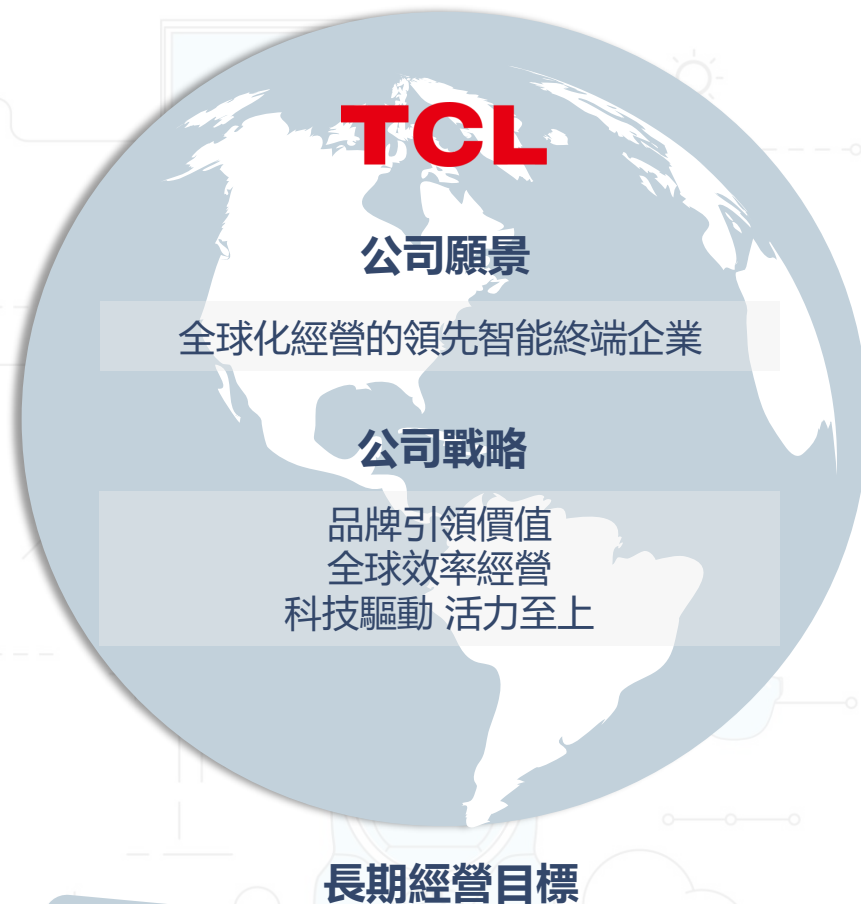 TCL
公司願景
全球化經營的領先智能終端企業
公司戰略
品牌引領價值
全球效率經營
科技驅動 活力至上
長期經營目標